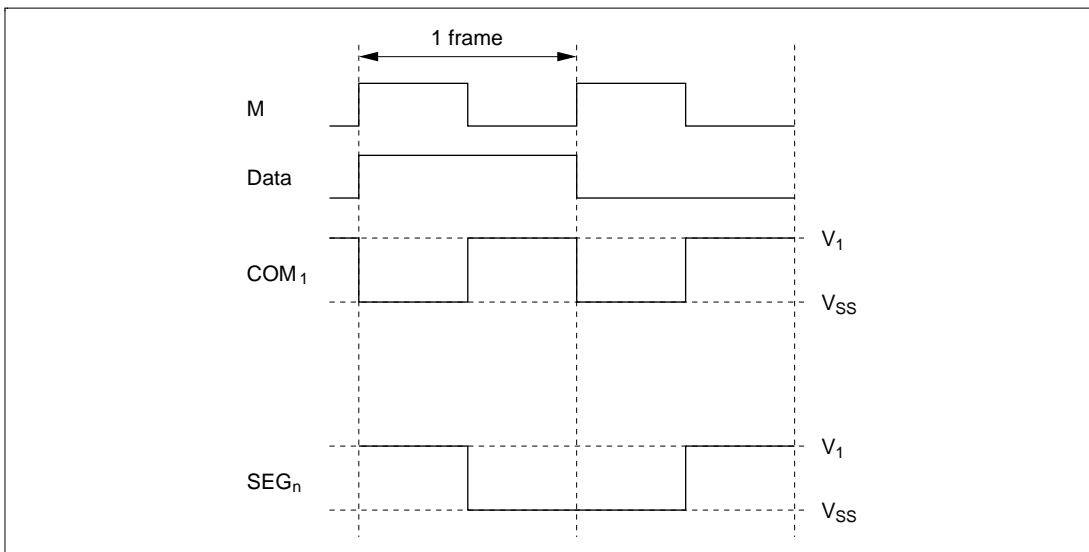 1 frame
M
Data
V1
COM1
VSS
V1
SEGn
VSS